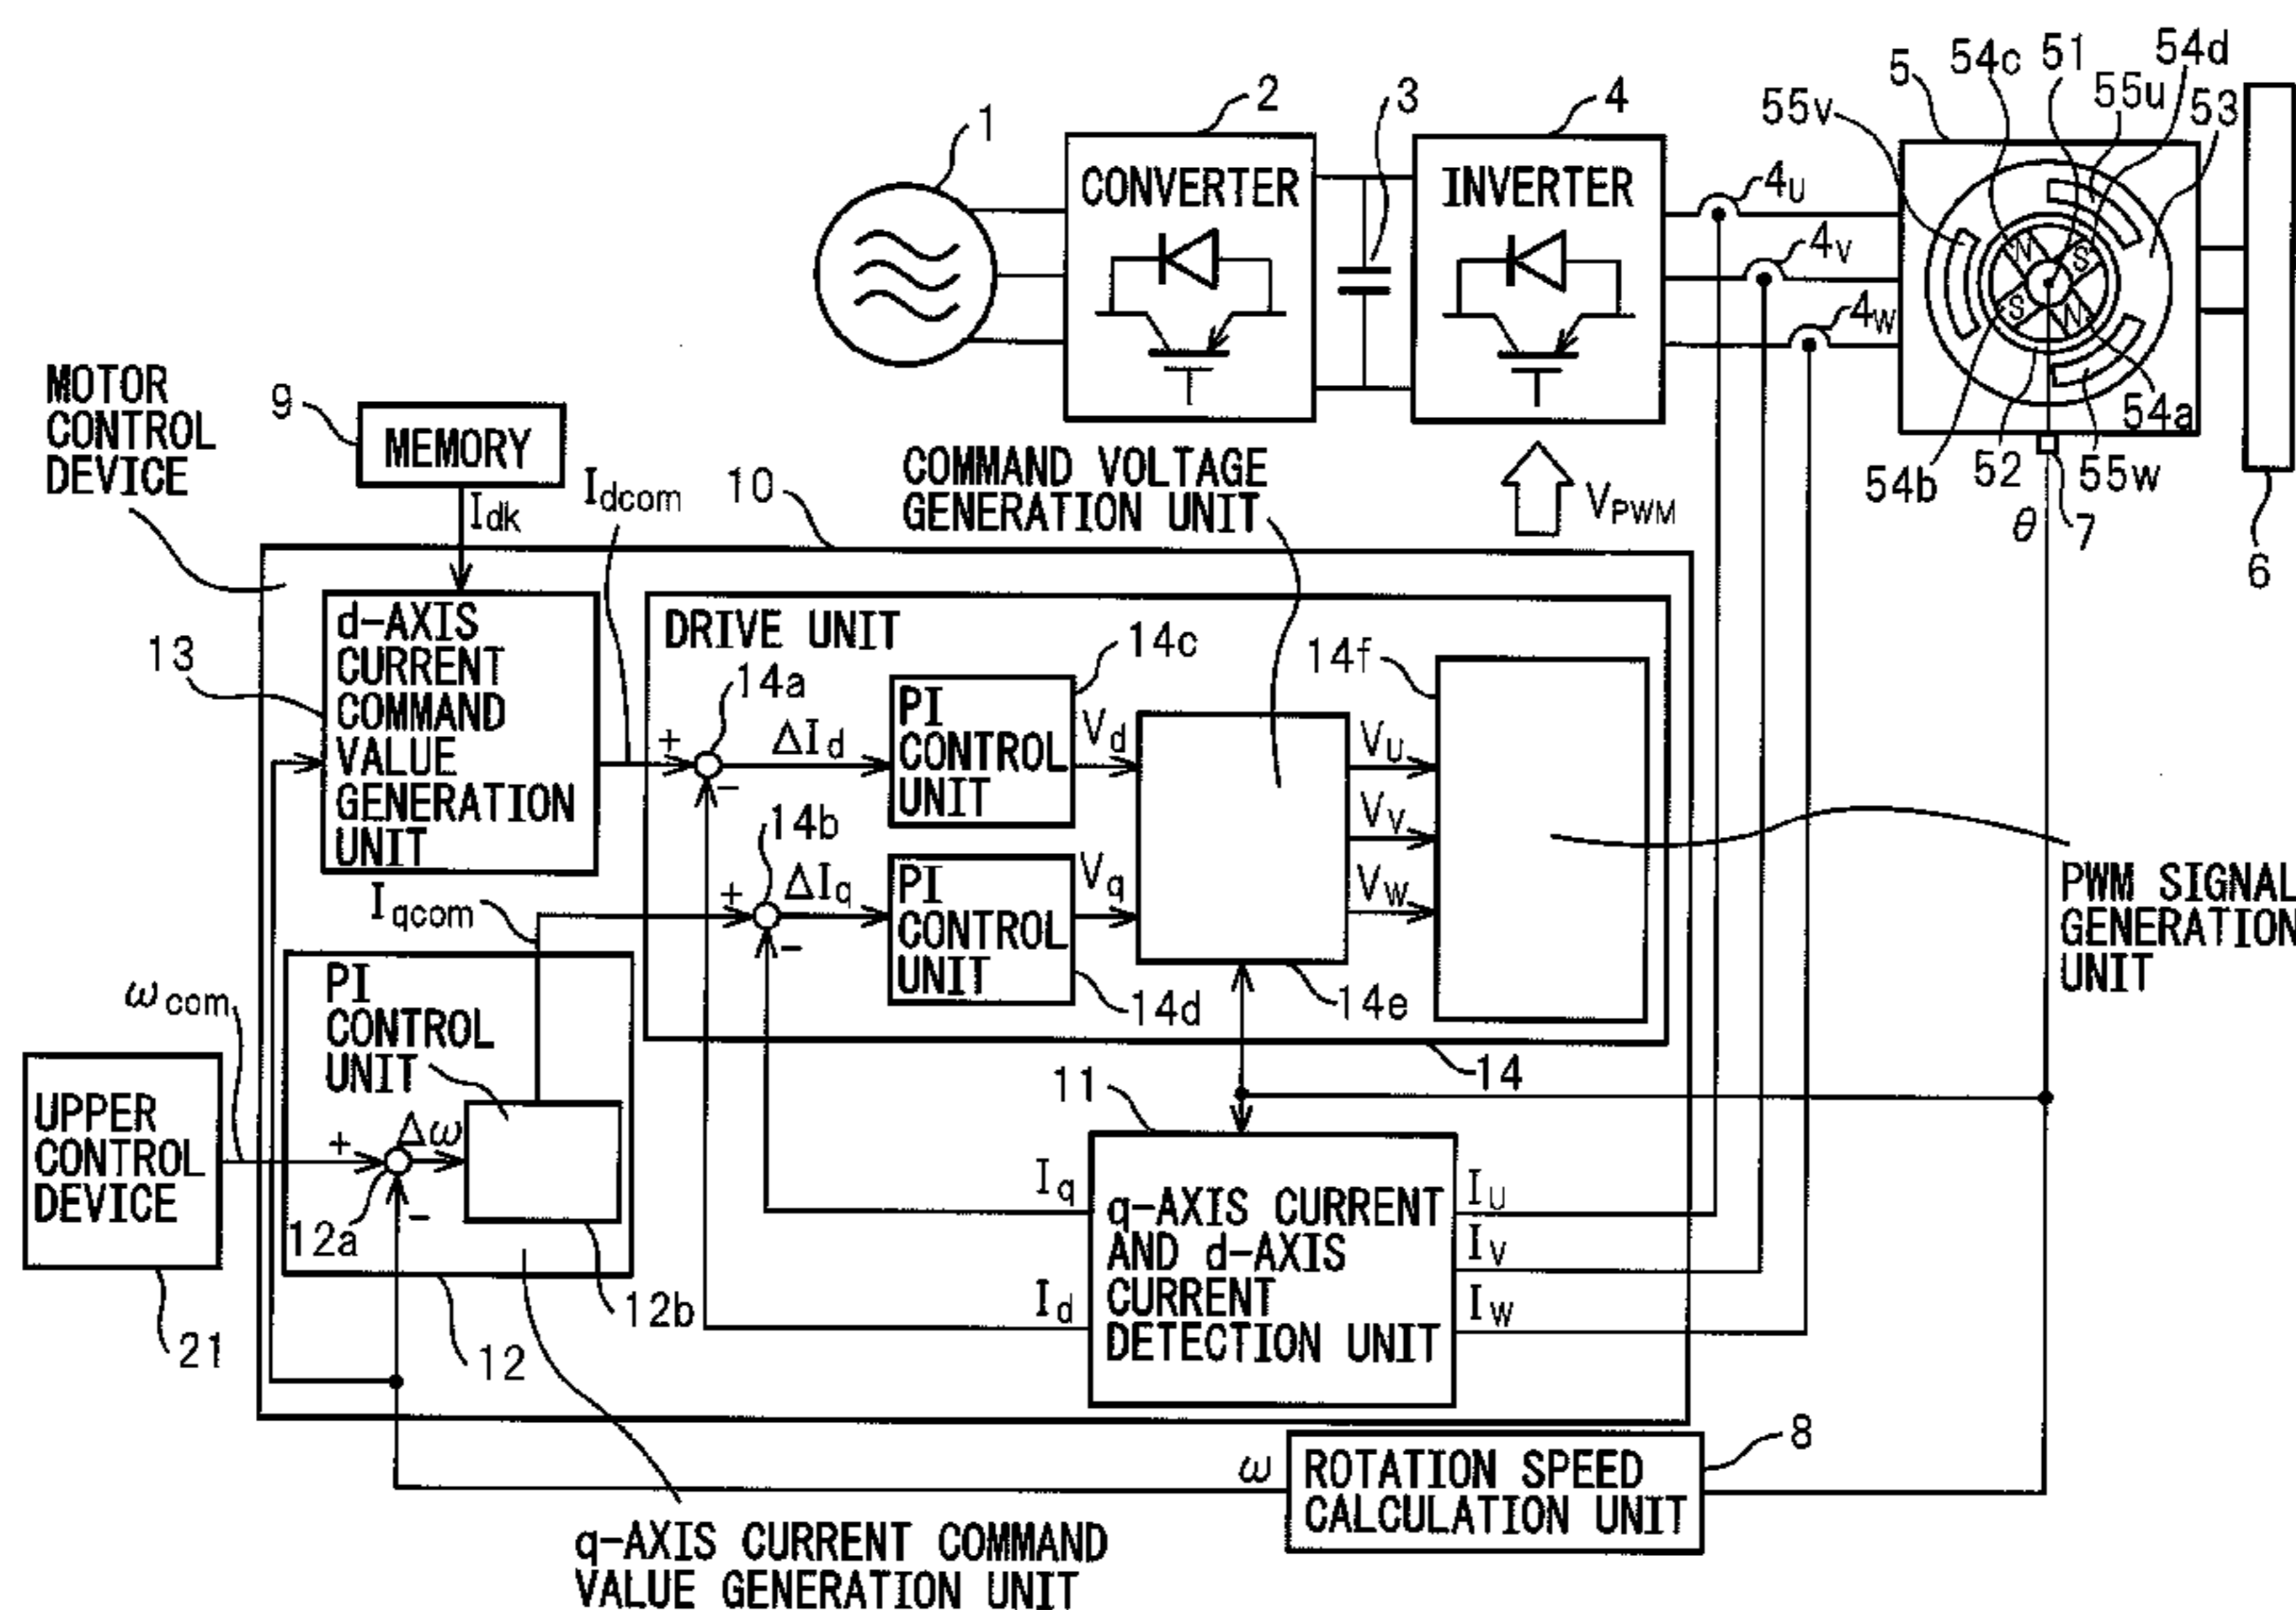 1
2
CONVERTER
3
4
INVERTER
4U
4V
4W
5
54c
51
54d
55u
55v
53
N
S
S
N
54a
54b
52
55w
θ
7
6
MOTOR
CONTROL
DEVICE
9
MEMORY
Idk
Idcom
10
COMMAND VOLTAGE
GENERATION UNIT
VPWM
13
d-AXIS
CURRENT
COMMAND
VALUE
GENERATION
UNIT
DRIVE UNIT
14a
+
-
ΔId
14c
PI
CONTROL
UNIT
Vd
14b
+
-
ΔIq
PI
CONTROL
UNIT
Vq
14d
14e
VU
VV
VW
14f
PWM SIGNAL
GENERATION
UNIT
14
Iqcom
PI
CONTROL
UNIT
ωcom
UPPER
CONTROL
DEVICE
21
+
-
Δω
12a
12b
12
11
q-AXIS CURRENT
AND d-AXIS
CURRENT
DETECTION UNIT
Iq
Id
IU
IV
IW
ω
ROTATION SPEED
CALCULATION UNIT
8
q-AXIS CURRENT COMMAND
VALUE GENERATION UNIT